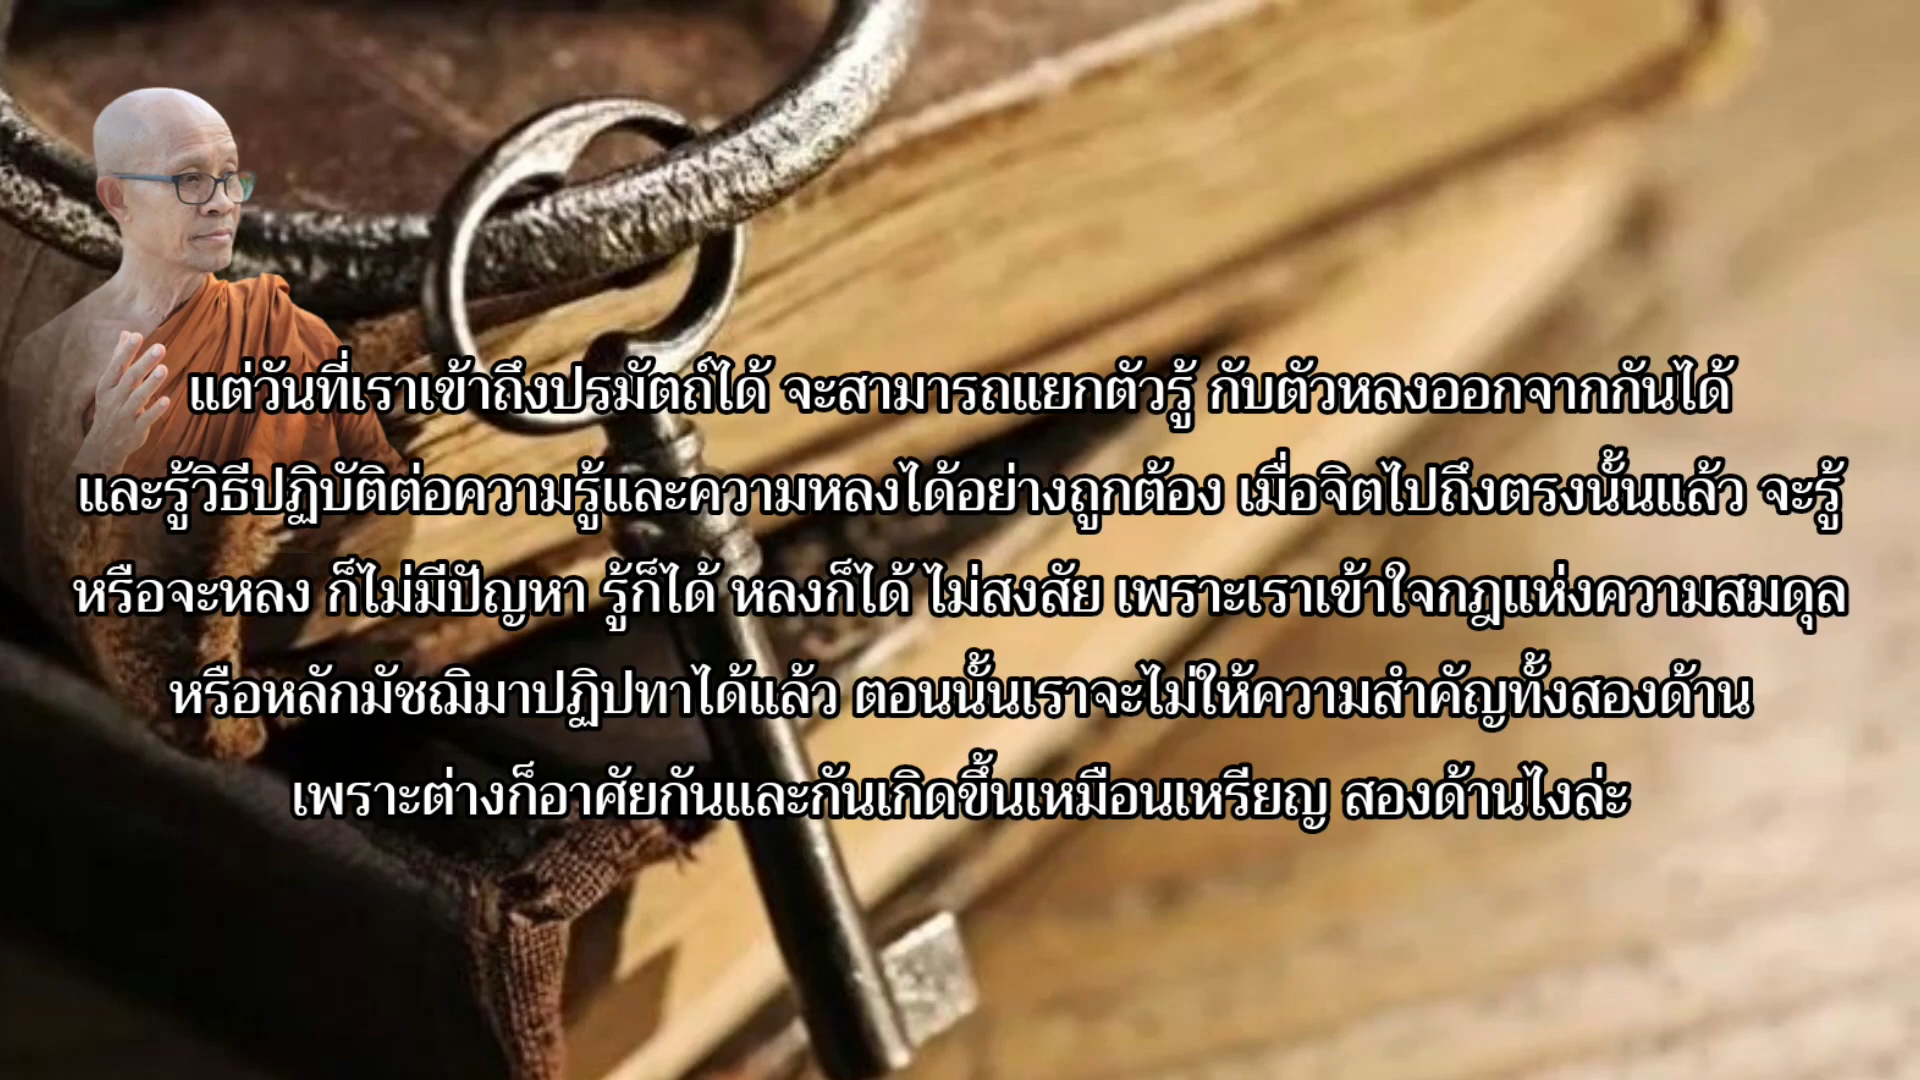 แต่วันที่เราเข้าถึงปรมัตถ์ได้ จะสามารถแยกตัวรู้ กับตัวหลงออกจากกันได้
และรู้วิธีปฏิบัติต่อความรู้และความหลงได้อย่างถูกต้อง เมื่อจิตไปถึงตรงนั้นแล้ว จะรู้
หรือจะหลง ก็ไม่มีปัญหา รู้ก็ได้ หลงก็ได้ ไม่สงสัย เพราะเราเข้าใจกฎแห่งความสมดุล
หรือหลักมัชฌิมาปฏิปทาได้แล้ว ตอนนั้นเราจะไม่ให้ความสำคัญทั้งสองด้าน
เพราะต่างก็อาศัยกันและกันเกิดขึ้นเหมือนเหรียญ สองด้านไงล่ะ